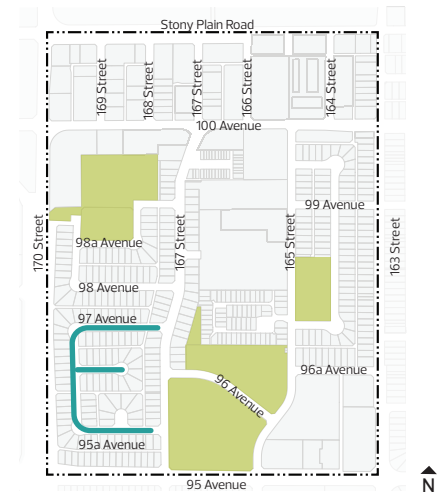 Stony Plain Road
169 Street
168 Street
167 Street
166 Street
164 Street
100 Avenue
99 Avenue
170 Street
98a Avenue
167 Street
165 Street
163 Street
98 Avenue
97 Avenue
96 Avenue
96a Avenue
95a Avenue
95 Avenue
N